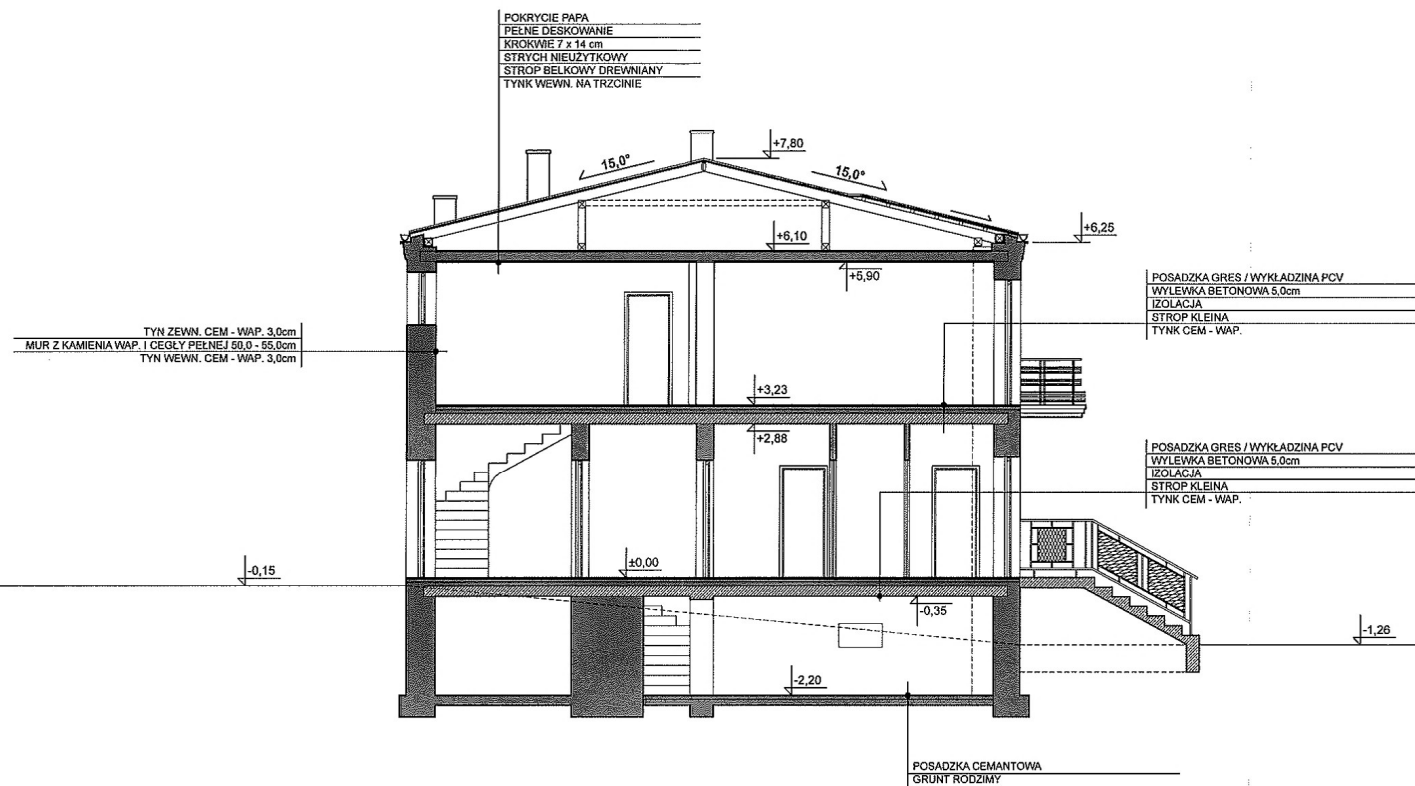 POKRYCIE PAPA
PEŁNE DESKOWANIE
KROKWIE 7 x 14 cm
STRYCH NIEUŻYTKOWY
STROP BELKOWY DREWNIANY
TYNK WEWN. NA TRZCINIE
+7,80
15,0°
15,0°
+6,25
+6,10
+5,90
POSADZKA GRES / WYKŁADZINA PCV
WYLEWKA BETONOWA 5,0cm
IZOLACJA
STROP KLEINA
TYNK CEM - WAP.
TYN ZEWN. CEM - WAP. 3,0cm
MUR Z KAMIENIA WAP. I CEGŁY PEŁNEJ 50,0 - 55,0cm
TYN WEWN. CEM - WAP. 3,0cm
+3,23
+2,88
POSADZKA GRES / WYKŁADZINA PCV
WYLEWKA BETONOWA 5,0cm
IZOLACJA
STROP KLEINA
TYNK CEM - WAP.
-0,15
±0,00
-0,35
-1,26
-2,20
POSADZKA CEMANTOWA
GRUNT RODZIMY